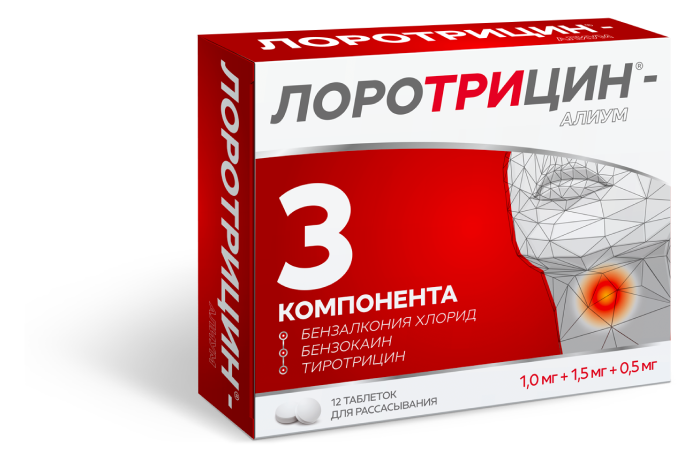 ЛОРОТРИЦИН®-
АЛИУМ
ЛОРОТРИЦИН®-
АЛИУМ
ЛОРОТРИЦИН®-
АЛИУМ
3
КОМПОНЕНТА
БЕНЗАЛКОНИЯ ХЛОРИД
БЕНЗОКАИН
ТИРОТРИЦИН
1,0 мг + 1,5 мг + 0,5 мг
12 ТАБЛЕТОК
ДЛЯ РАССАСЫВАНИЯ